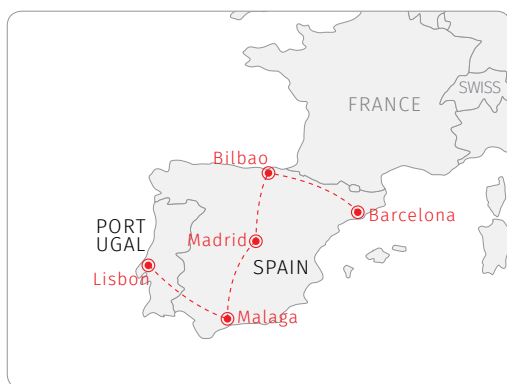 SWISS
FRANCE
Bilbao
Barcelona
PORT
UGAL
Madrid
SPAIN
Lisbon
Malaga